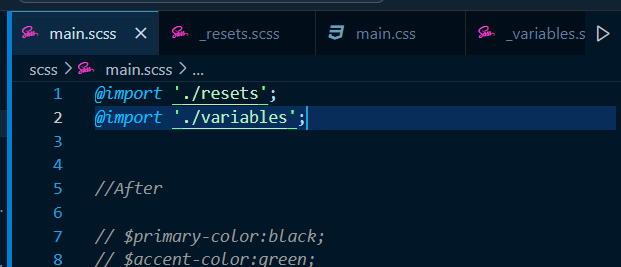 main.scss
_resets.scss
main.css
_variables.s
scss > main.scss > ...
1 @import './resets';
2 @import './variables';
3
4
5 //After
6
7 // $primary-color:black;
8 // $accent-color:green;